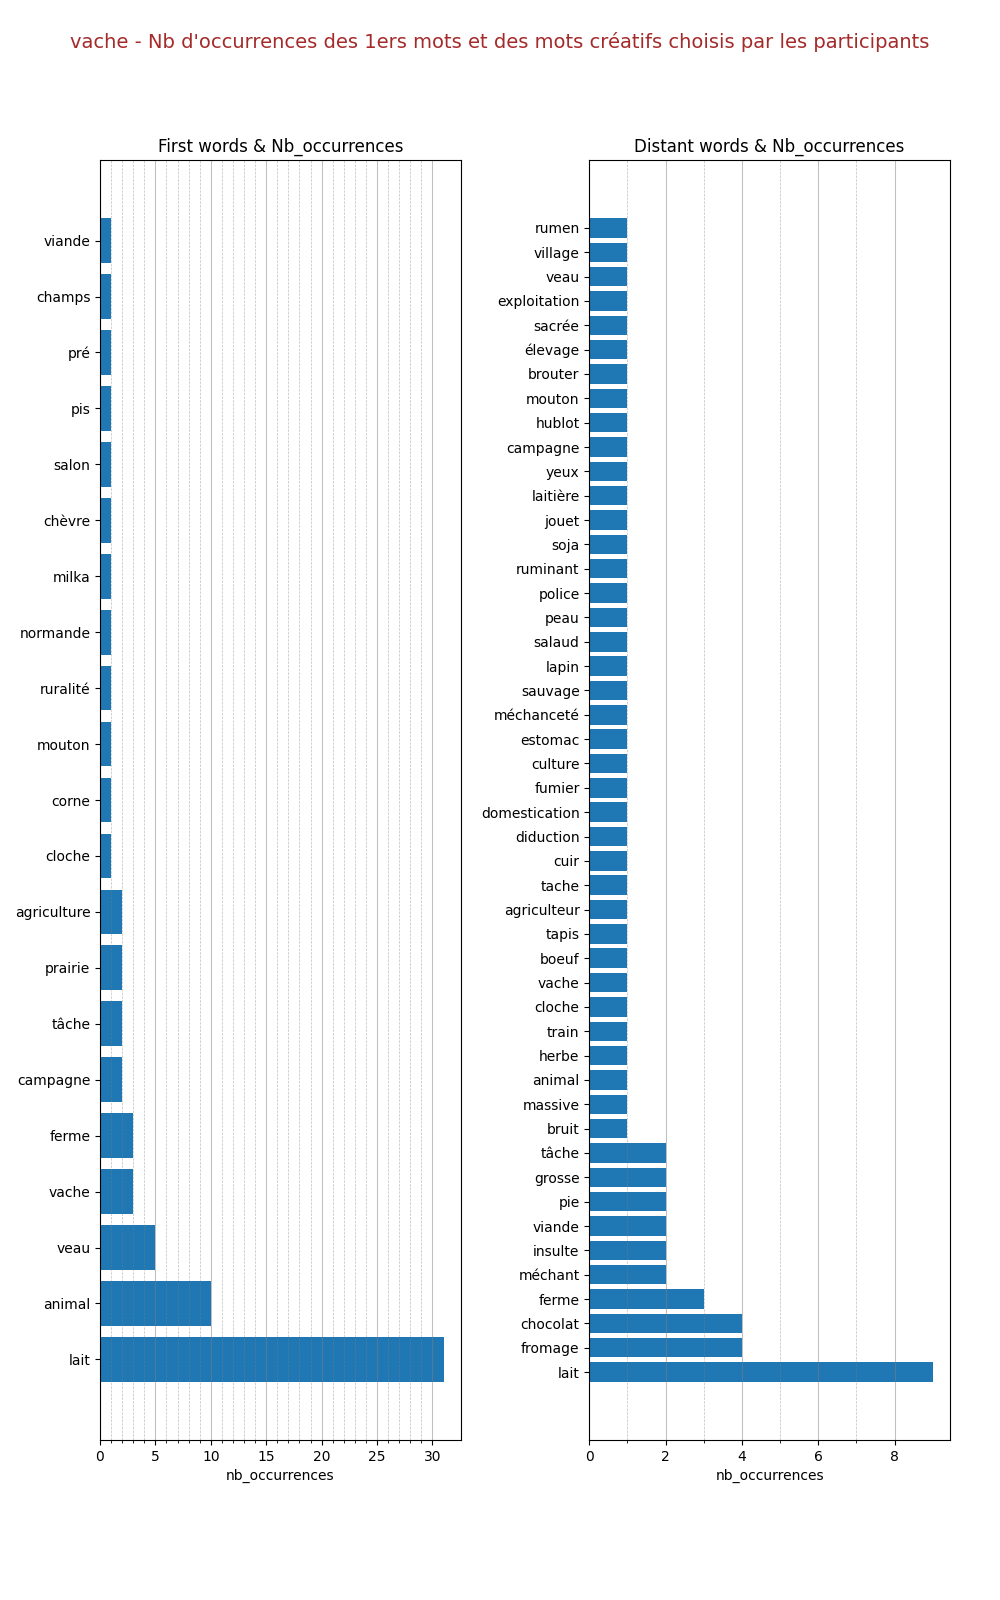 vache - Nb d'occurrences des 1ers mots et des mots créatifs choisis par les participants
First words & Nb_occurrences
viande
champs
pré
pis
salon
chèvre
milka
normande
ruralité
mouton
corne
cloche
agriculture
prairie
tâche
campagne
ferme
vache
veau
animal
lait
0 5 10 15 20 25 30
nb_occurrences
Distant words & Nb_occurrences
rumen
village
veau
exploitation
sacrée
élevage
brouter
mouton
hublot
campagne
yeux
laitière
jouet
soja
ruminant
police
peau
salaud
lapin
sauvage
méchanceté
estomac
culture
fumier
domestication
diduction
cuir
tache
agriculteur
tapis
boeuf
vache
cloche
train
herbe
animal
massive
bruit
tâche
grosse
pie
viande
insulte
méchant
ferme
chocolat
fromage
lait
0 2 4 6 8
nb_occurrences